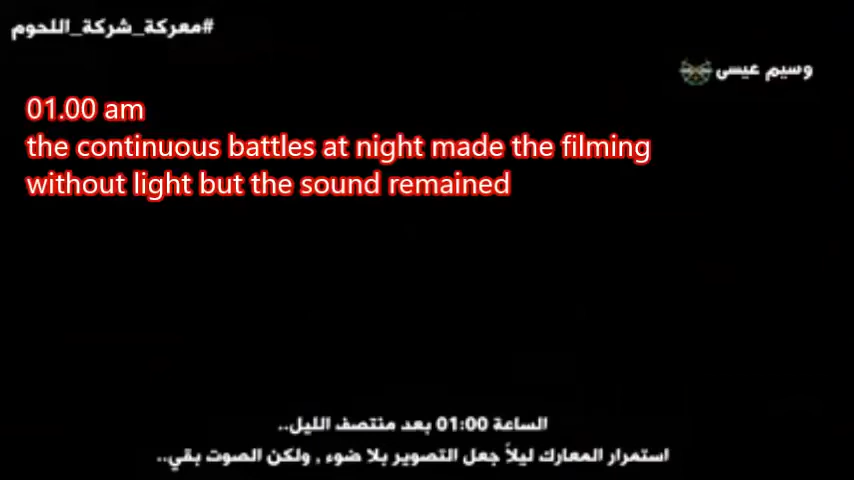 #معركة_شركة_اللحوم
وسيم عيسى
01.00 am
the continuous battles at night made the filming
without light but the sound remained
الساعة 01:00 بعد منتصف الليل..
استمرار المعارك ليلاً جعل التصوير بلا ضوء , ولكن الصوت بقي..